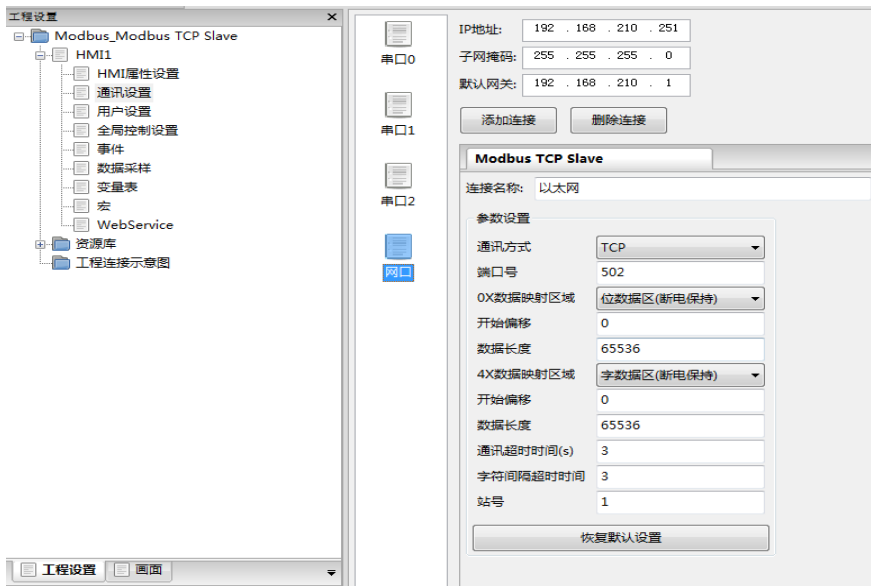 工程设置
Modbus_Modbus TCP Slave
HMI1
HMI属性设置
通讯设置
用户设置
全局控制设置
事件
数据采样
变量表
宏
WebService
资源库
工程连接示意图
工程设置 画面
串口0
串口1
串口2
网口
IP地址: 192 . 168 . 210 . 251
子网掩码: 255 . 255 . 255 . 0
默认网关: 192 . 168 . 210 . 1
添加连接 删除连接
Modbus TCP Slave
连接名称: 以太网
参数设置
通讯方式 TCP
端口号 502
0X数据映射区域 位数据区(断电保持)
开始偏移 0
数据长度 65536
4X数据映射区域 字数据区(断电保持)
开始偏移 0
数据长度 65536
通讯超时时间(s) 3
字符间隔超时时间 3
站号 1
恢复默认设置